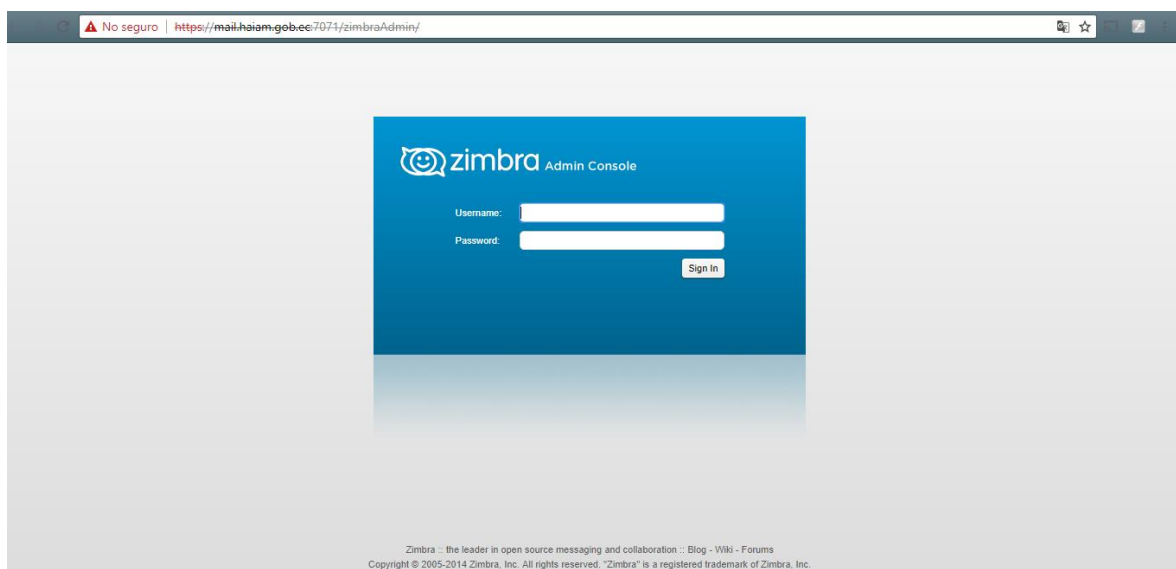 No seguro | https://mail.haiam.gob.ec:7071/zimbraAdmin/
zimbra Admin Console
Username:
Password:
Sign In
Zimbra :: the leader in open source messaging and collaboration :: Blog - Wiki - Forums
Copyright © 2005-2014 Zimbra, Inc. All rights reserved. "Zimbra" is a registered trademark of Zimbra, Inc.